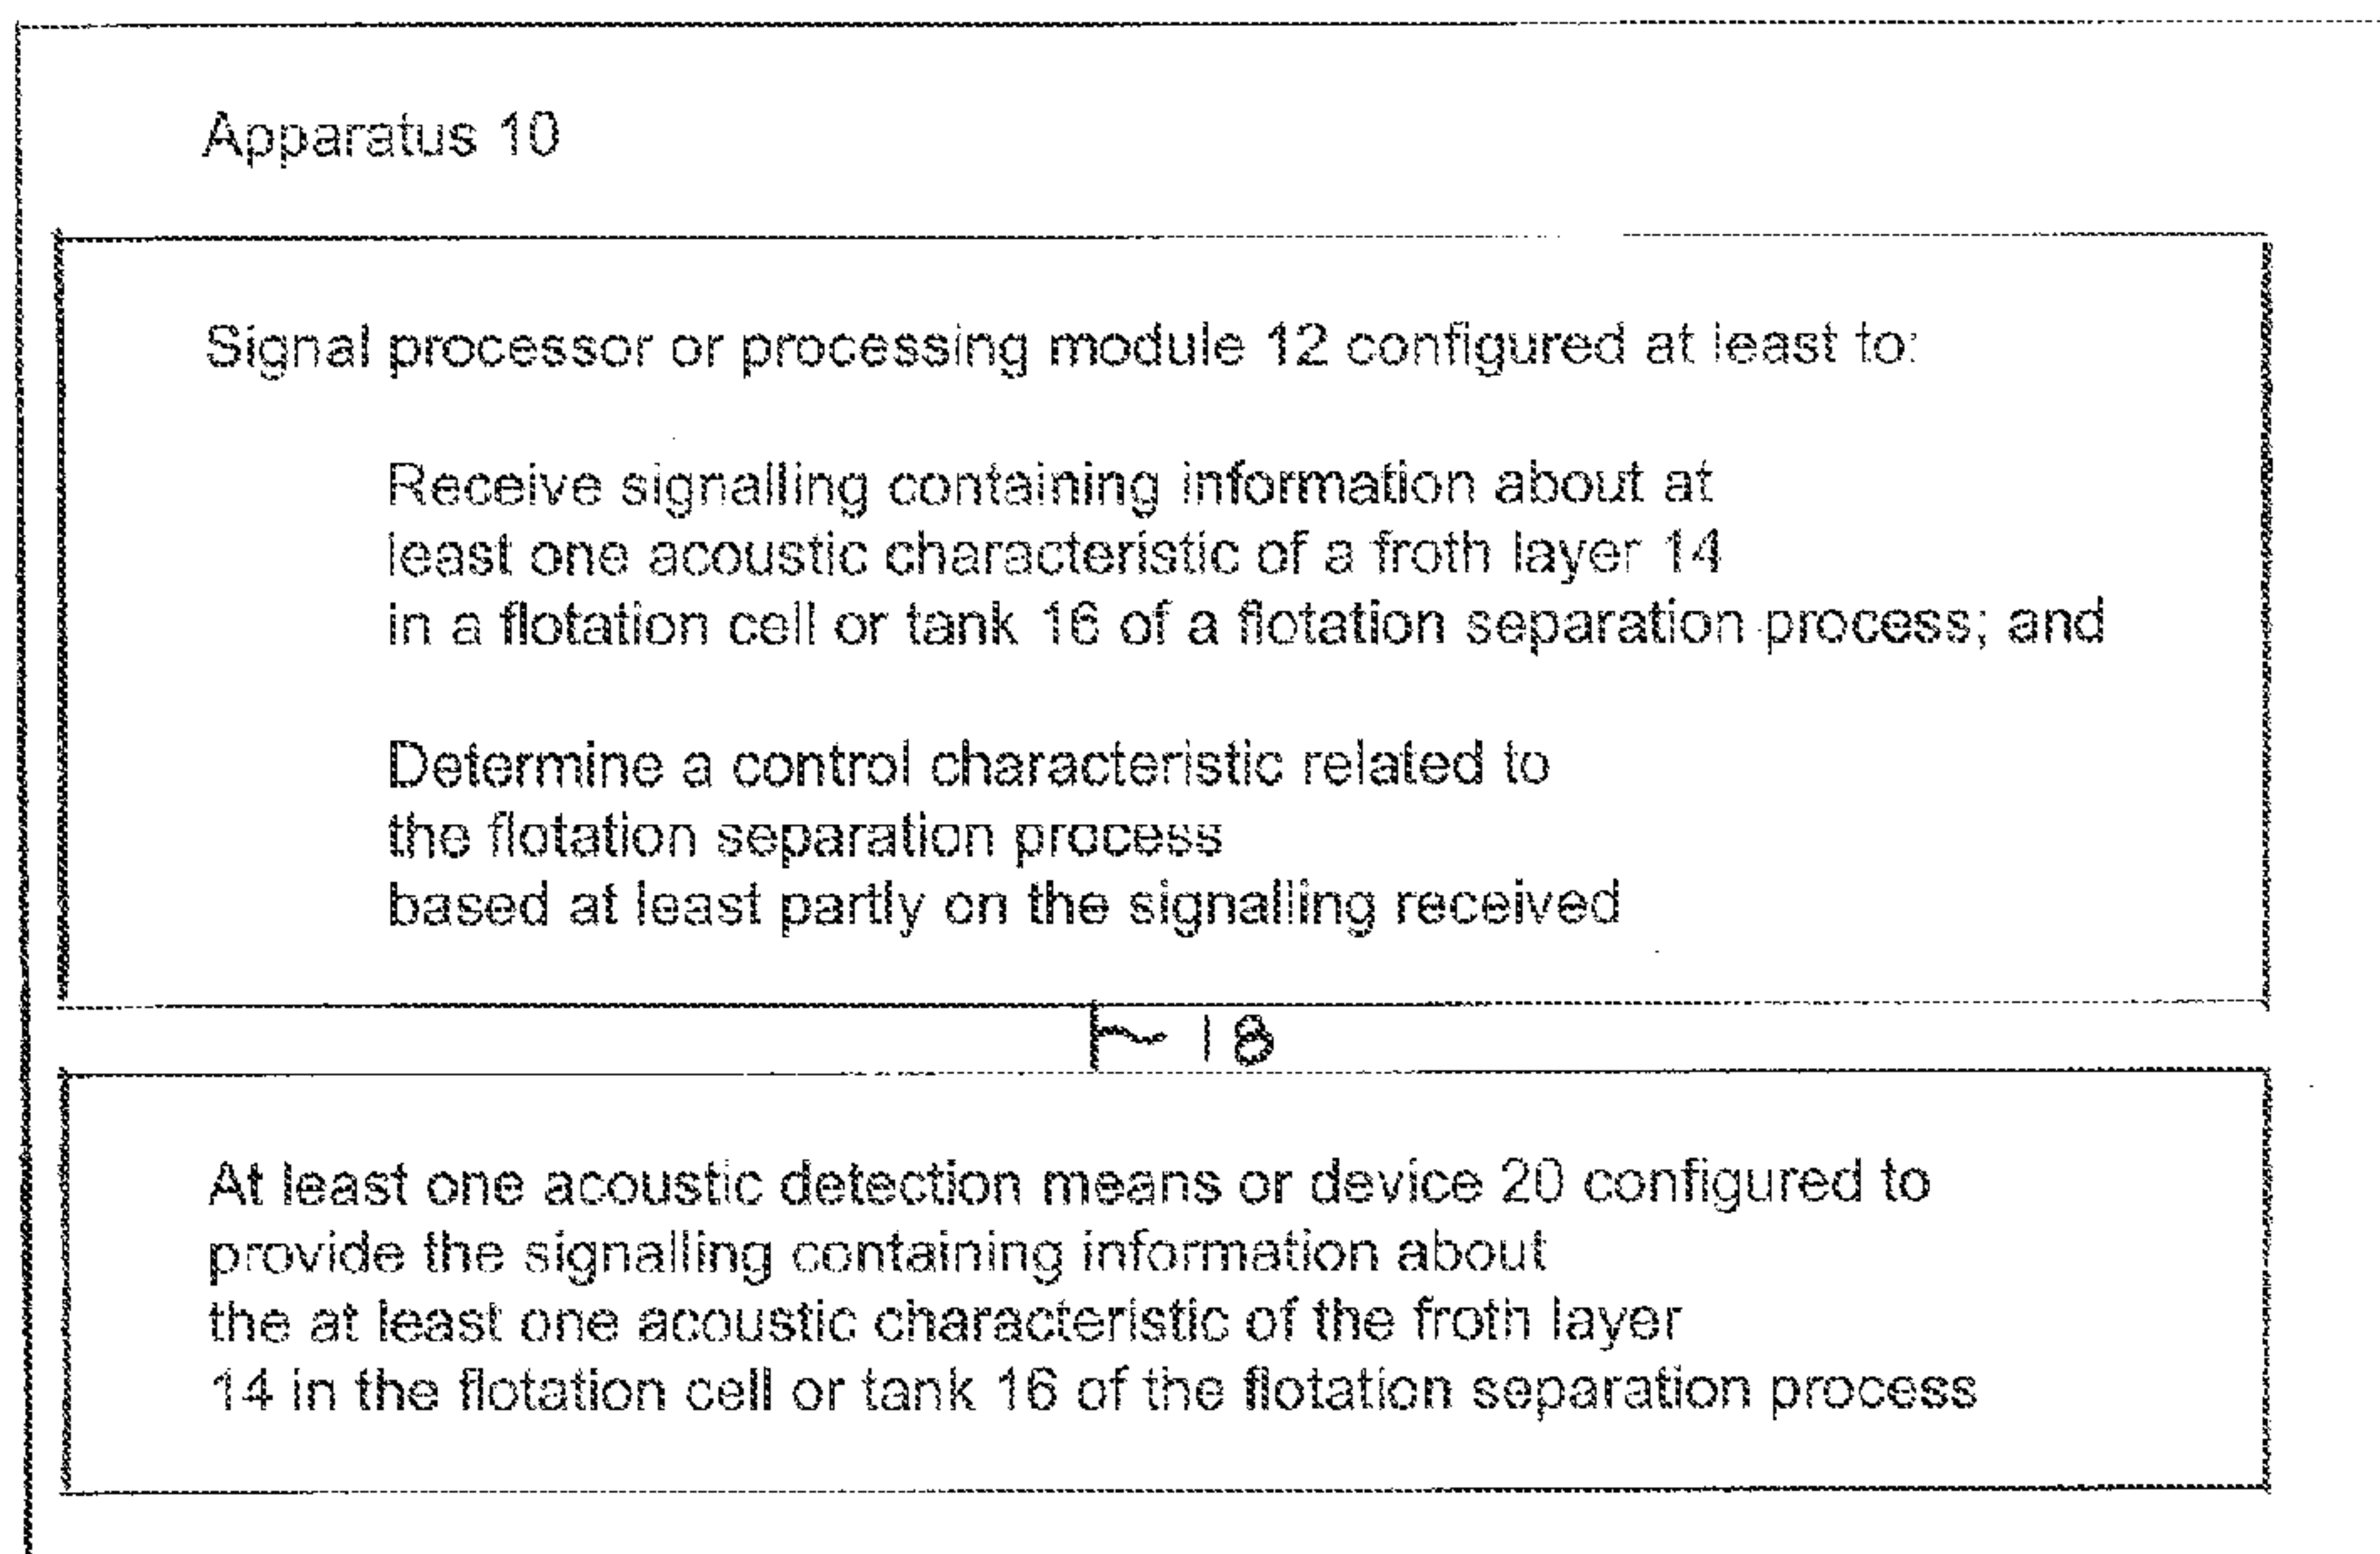 Apparatus 10
Signal processor or processing module 12 configured at least to:
Receive signalling containing information about at
least one acoustic characteristic of a froth layer 14
in a flotation cell or tank 16 of a flotation separation process; and
Determine a control characteristic related to
the flotation separation process
based at least partly on the signalling received
18
At least one acoustic detection means or device 20 configured to
provide the signalling containing information about
the at least one acoustic characteristic of the froth layer
14 in the flotation cell or tank 16 of the flotation separation process